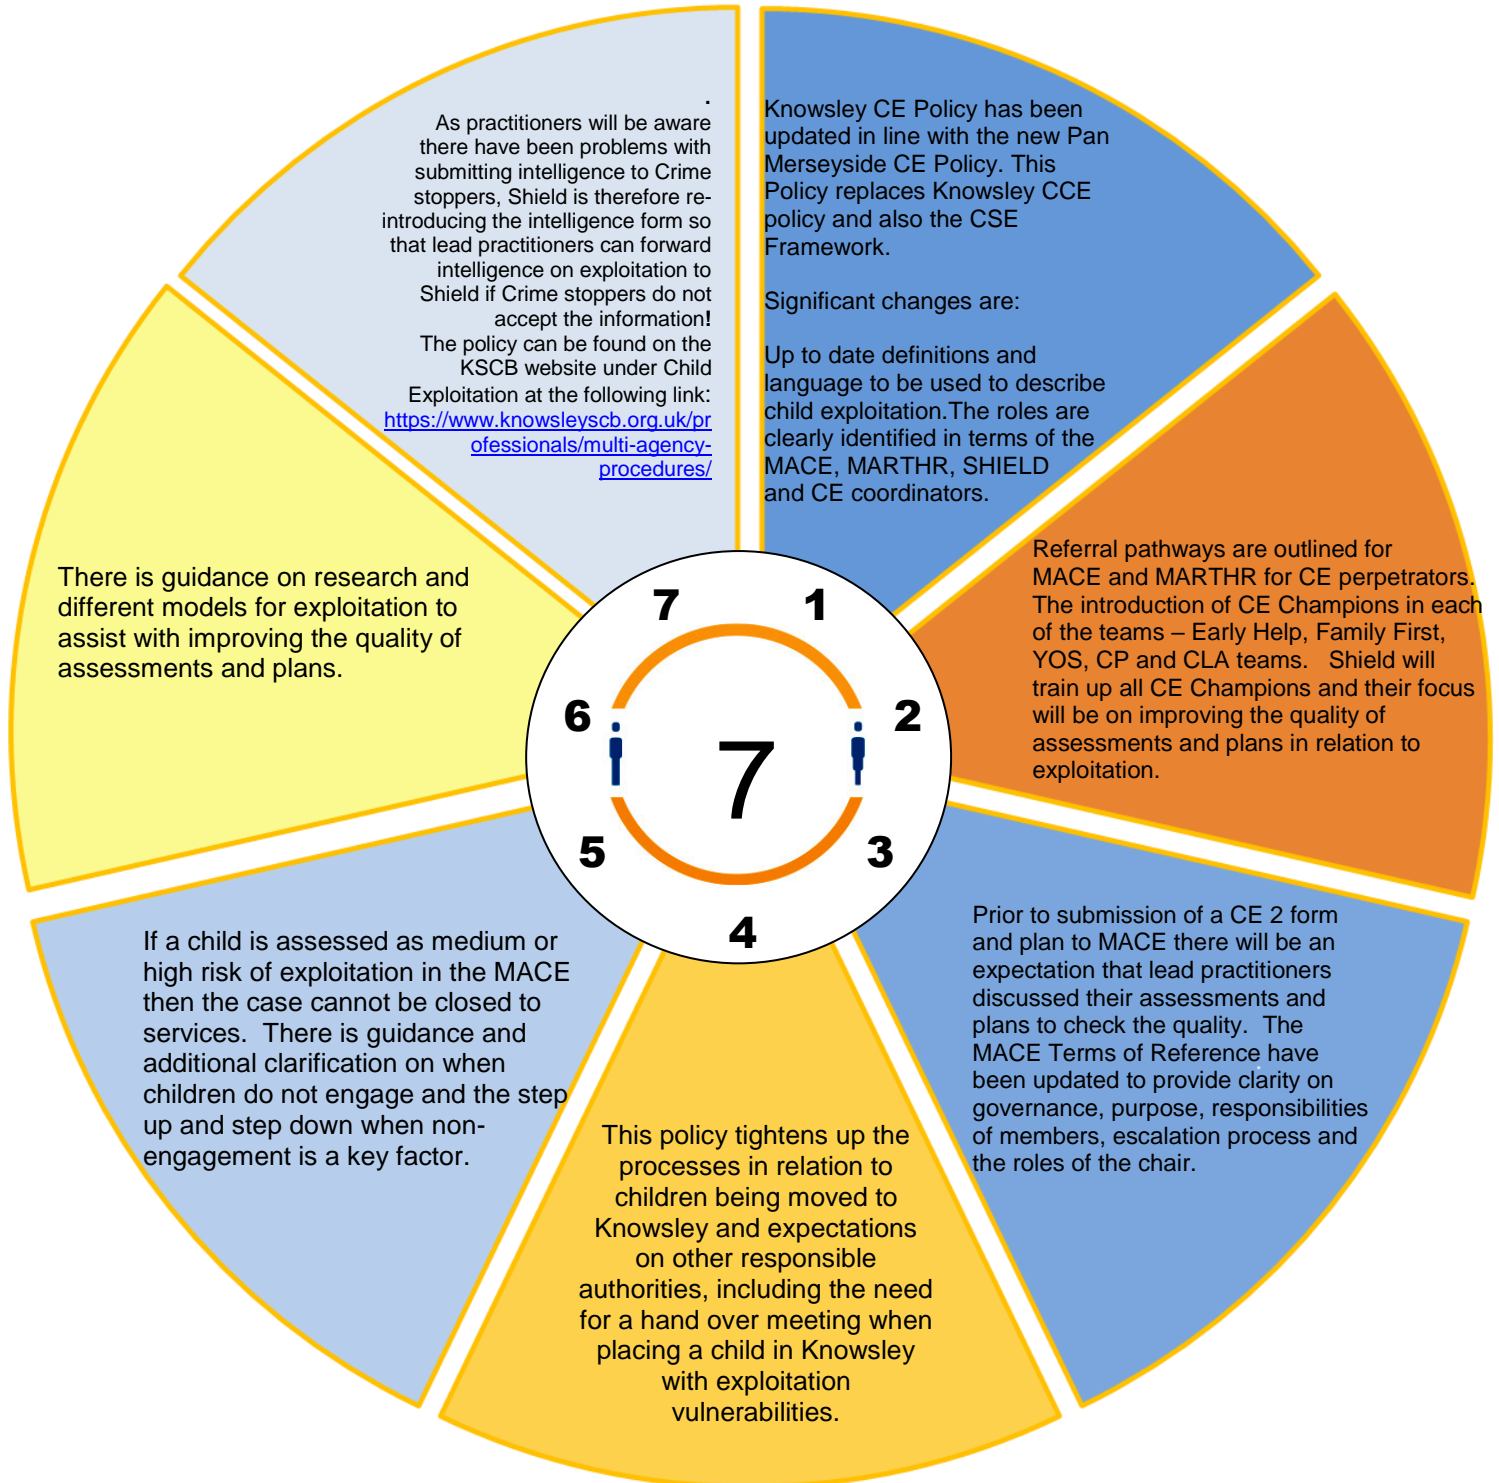 Knowsley CE Policy has been
updated in line with the new Pan
Merseyside CE Policy. This
Policy replaces Knowsley CCE
policy and also the CSE
Framework.
Significant changes are:
Up to date definitions and
language to be used to describe
child exploitation.The roles are
clearly identified in terms of the
MACE, MARTHR, SHIELD
and CE coordinators.
Referral pathways are outlined for
MACE and MARTHR for CE perpetrators.
The introduction of CE Champions in each
of the teams – Early Help, Family First,
YOS, CP and CLA teams.   Shield will
train up all CE Champions and their focus
will be on improving the quality of
assessments and plans in relation to
exploitation.
Prior to submission of a CE 2 form
and plan to MACE there will be an
expectation that lead practitioners
discussed their assessments and
plans to check the quality.  The
MACE Terms of Reference have
been updated to provide clarity on
governance, purpose, responsibilities
of members, escalation process and
the roles of the chair.
This policy tightens up the
processes in relation to
children being moved to
Knowsley and expectations
on other responsible
authorities, including the need
for a hand over meeting when
placing a child in Knowsley
with exploitation
vulnerabilities.
If a child is assessed as medium or
high risk of exploitation in the MACE
then the case cannot be closed to
services.  There is guidance and
additional clarification on when
children do not engage and the step
up and step down when non-
engagement is a key factor.
There is guidance on research and
different models for exploitation to
assist with improving the quality of
assessments and plans.
.
As practitioners will be aware
there have been problems with
submitting intelligence to Crime
stoppers, Shield is therefore re-
introducing the intelligence form so
that lead practitioners can forward
intelligence on exploitation to
Shield if Crime stoppers do not
accept the information!
The policy can be found on the
KSCB website under Child
Exploitation at the following link:
https://www.knowsleyscb.org.uk/pr
ofessionals/multi-agency-
procedures/
1
2
3
4
5
6
7
7